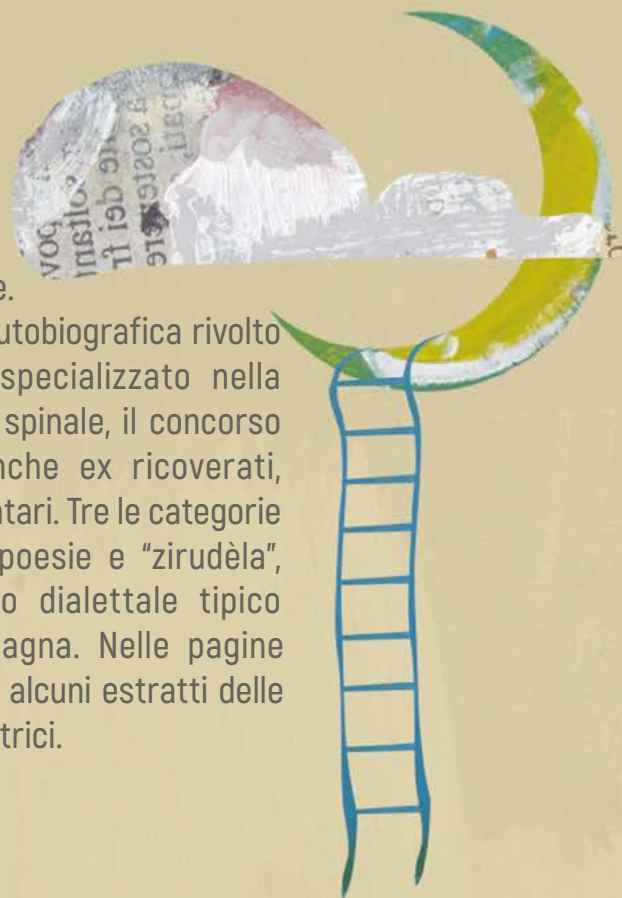 e.
utobiografica rivolto
specializzato nella
spinale, il concorso
nche ex ricoverati,
ntari. Tre le categorie
poesie e “zirudèla”,
o dialettale tipico
agna. Nelle pagine
alcuni estratti delle
trici.